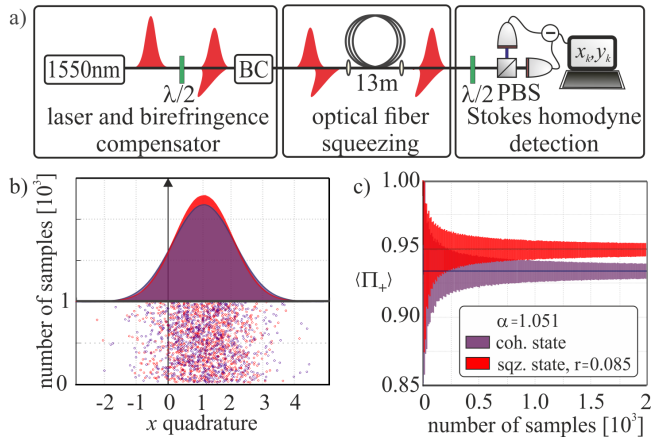 a)
1550nm
λ/2
BC
laser and birefringence
compensator
13m
optical fiber
squeezing
λ/2
PBS
xₖ,yₖ
Stokes homodyne
detection
b)
number of samples [10³]
1
0
-2
-1
0
1
2
3
4
x quadrature
c)
1.00
0.95
⟨Π₊⟩
0.90
0.85
α=1.051
coh. state
sqz. state, r=0.085
0
0.5
1
1.5
2
number of samples [10³]